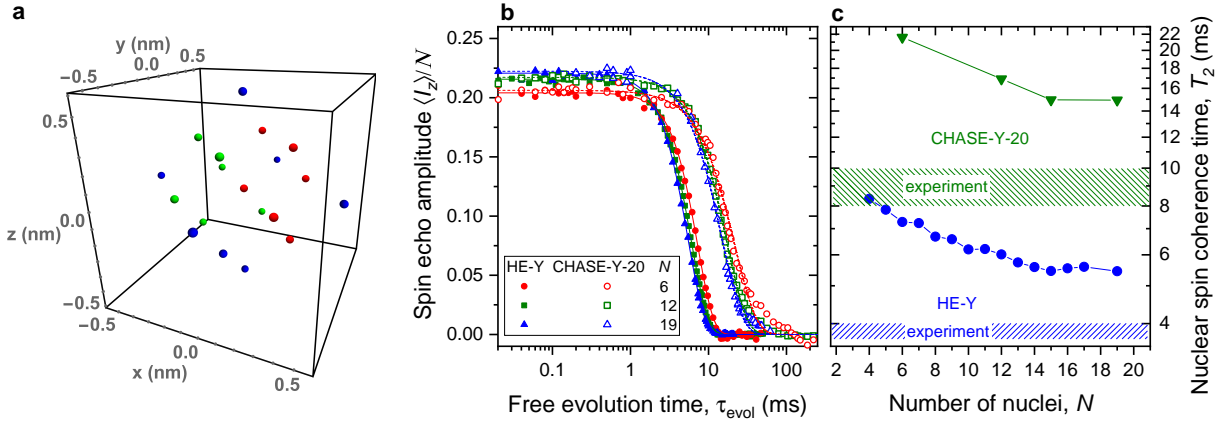 a
y (nm)
−0.5
0.0
0.5
0.5
z (nm)
0.0
−0.5
−0.5
0.0
x (nm)
0.5
b
Spin echo amplitude ⟨I_z⟩/N
0.25
0.20
0.15
0.10
0.05
0.00
HE-Y CHASE-Y-20 N
6
12
19
0.1 1 10 100
Free evolution time, τ_evol (ms)
c
CHASE-Y-20
experiment
HE-Y
experiment
2 4 6 8 10 12 14 16 18 20
Number of nuclei, N
22
20
18
16
14
12
10
8
6
4
Nuclear spin coherence time, T_2 (ms)